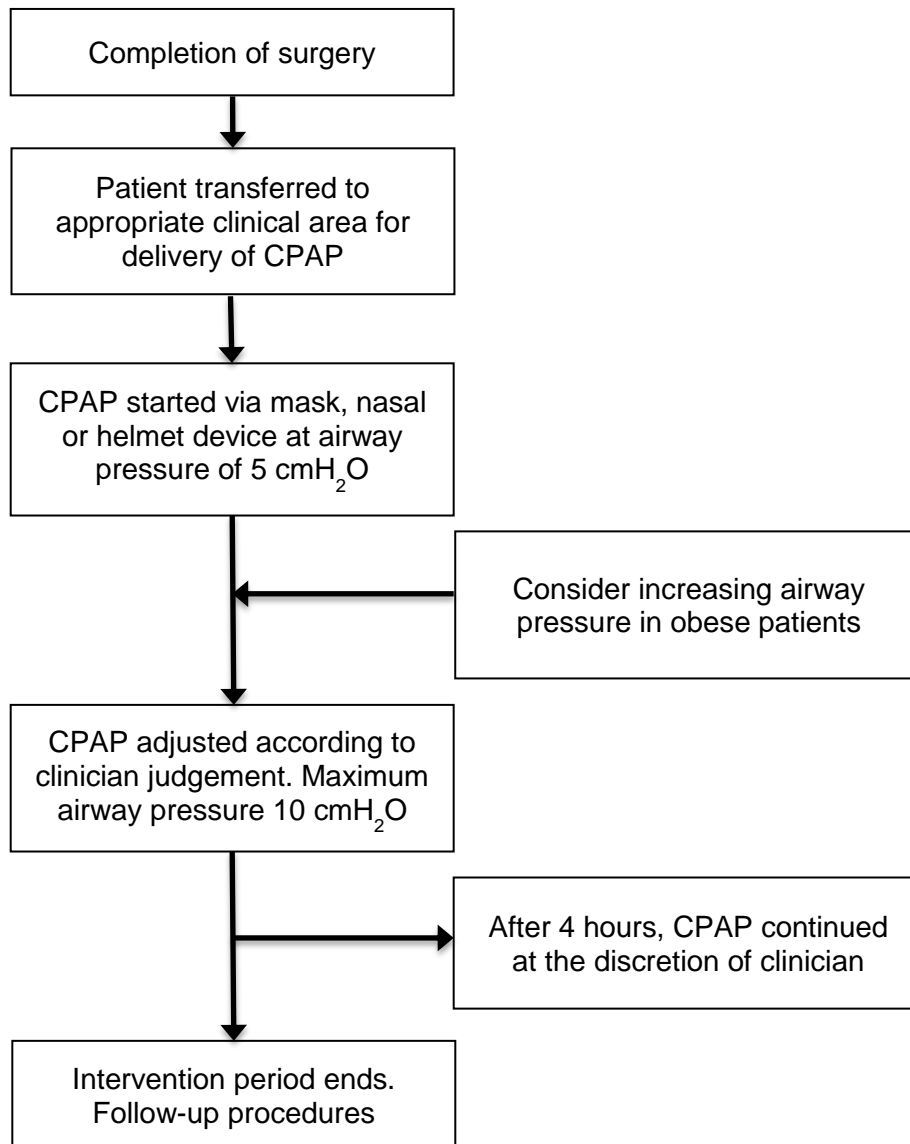 Completion of surgery
Patient transferred to
appropriate clinical area for
delivery of CPAP
CPAP started via mask, nasal
or helmet device at airway
pressure of 5 cmH₂O
Consider increasing airway
pressure in obese patients
CPAP adjusted according to
clinician judgement. Maximum
airway pressure 10 cmH₂O
After 4 hours, CPAP continued
at the discretion of clinician
Intervention period ends.
Follow-up procedures